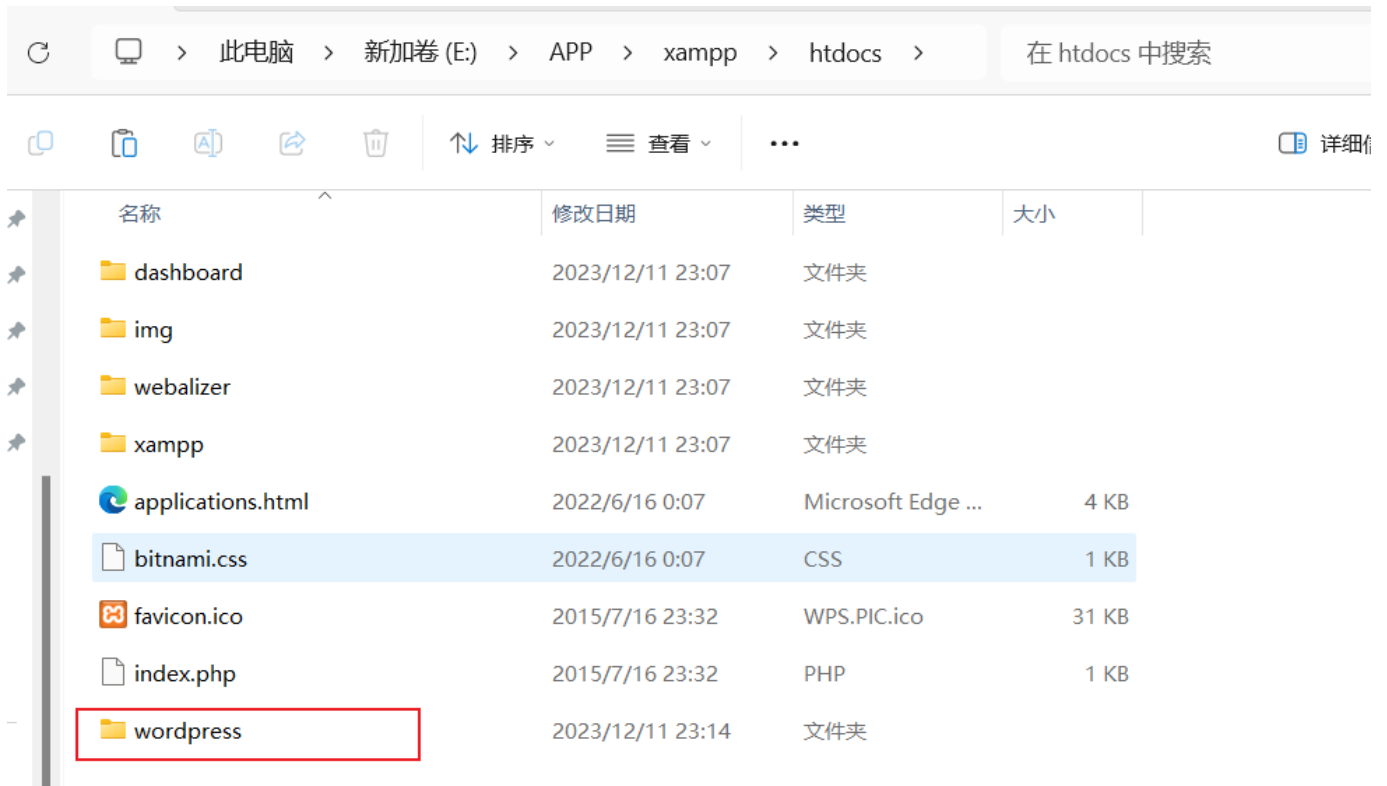 此电脑 > 新加卷 (E:) > APP > xampp > htdocs > 在 htdocs 中搜索
排序 查看 ••• 详细信
名称 修改日期 类型 大小
dashboard 2023/12/11 23:07 文件夹
img 2023/12/11 23:07 文件夹
webalizer 2023/12/11 23:07 文件夹
xampp 2023/12/11 23:07 文件夹
applications.html 2022/6/16 0:07 Microsoft Edge ... 4 KB
bitnami.css 2022/6/16 0:07 CSS 1 KB
favicon.ico 2015/7/16 23:32 WPS.PIC.ico 31 KB
index.php 2015/7/16 23:32 PHP 1 KB
wordpress 2023/12/11 23:14 文件夹